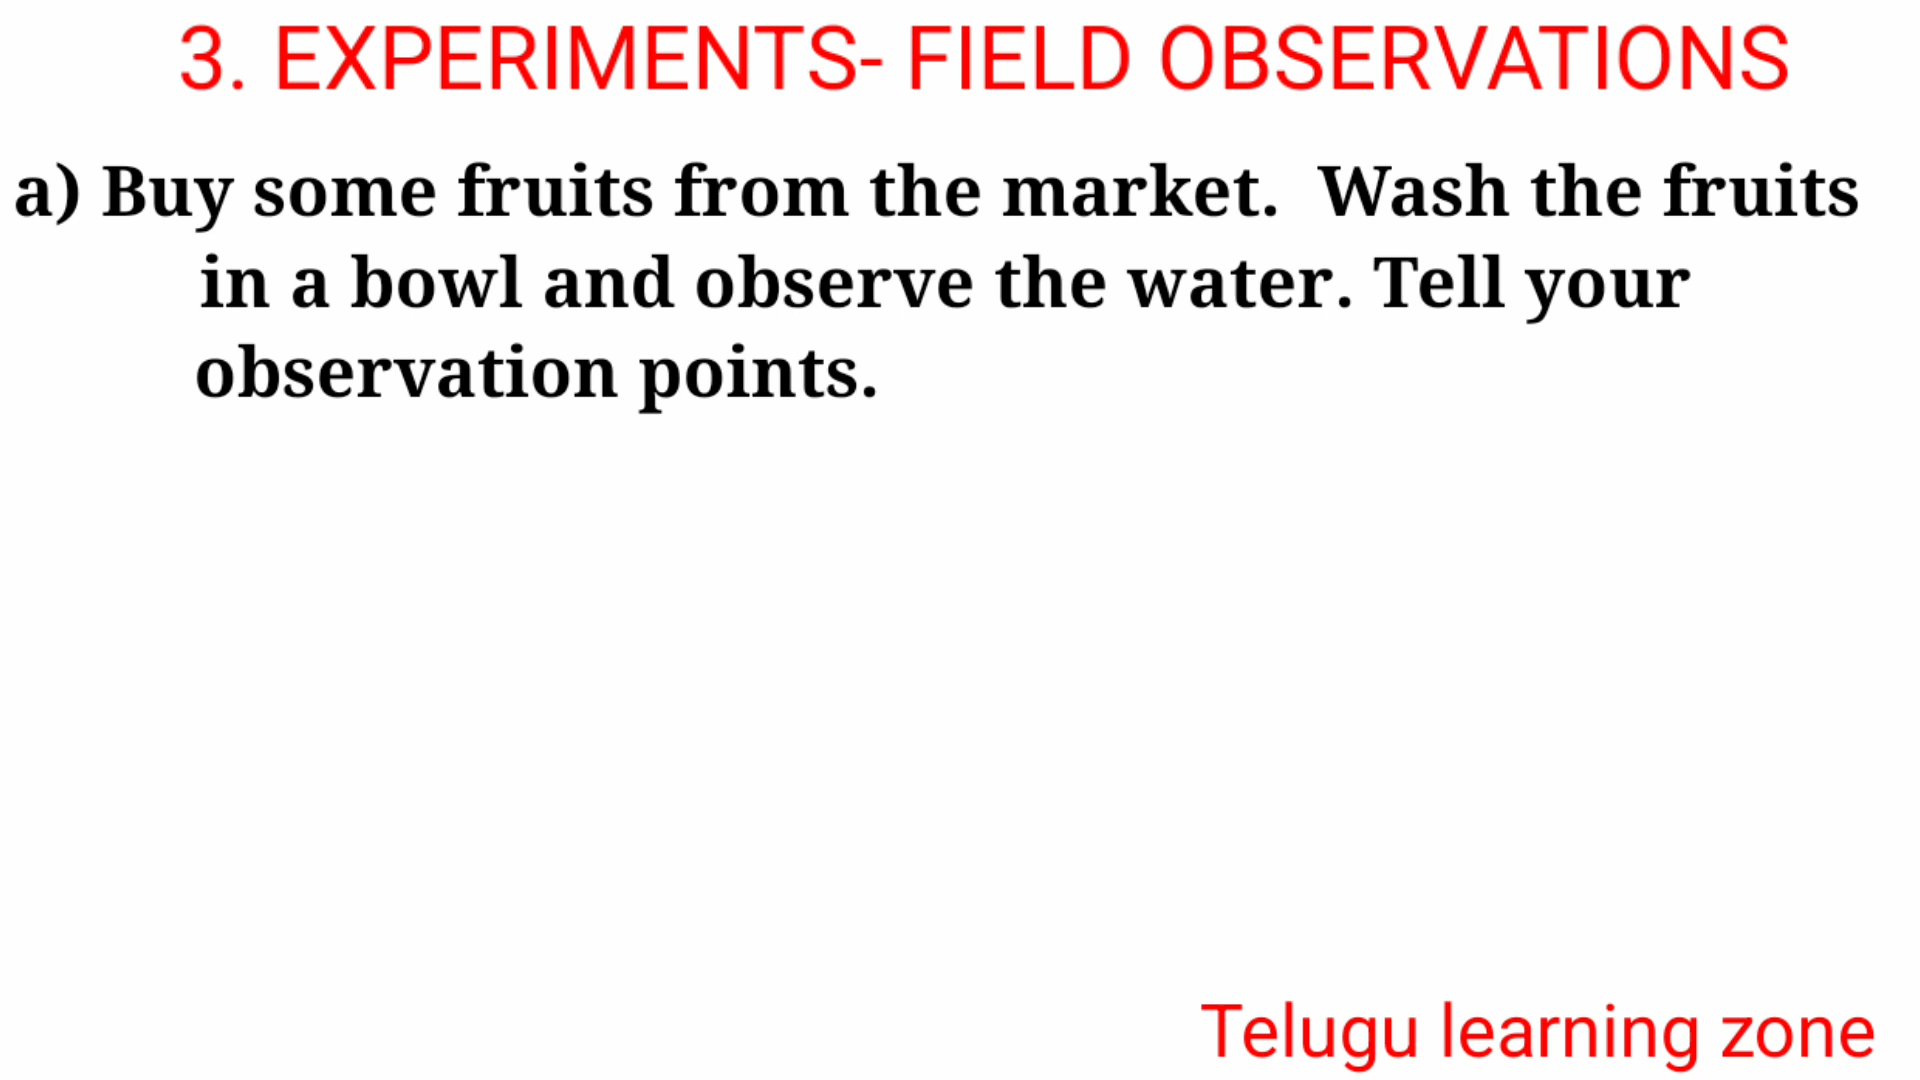 3. EXPERIMENTS- FIELD OBSERVATIONS
a) Buy some fruits from the market.  Wash the fruits
in a bowl and observe the water. Tell your
observation points.
Telugu learning zone